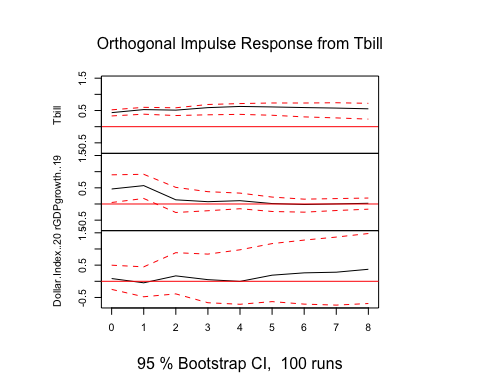 Orthogonal Impulse Response from Tbill
Tbill
1.5
0.5
-0.5
rGDPgrowth..19
1.5
0.5
-0.5
Dollar.Index..20
1.5
0.5
-0.5
0 1 2 3 4 5 6 7 8
95 % Bootstrap CI, 100 runs